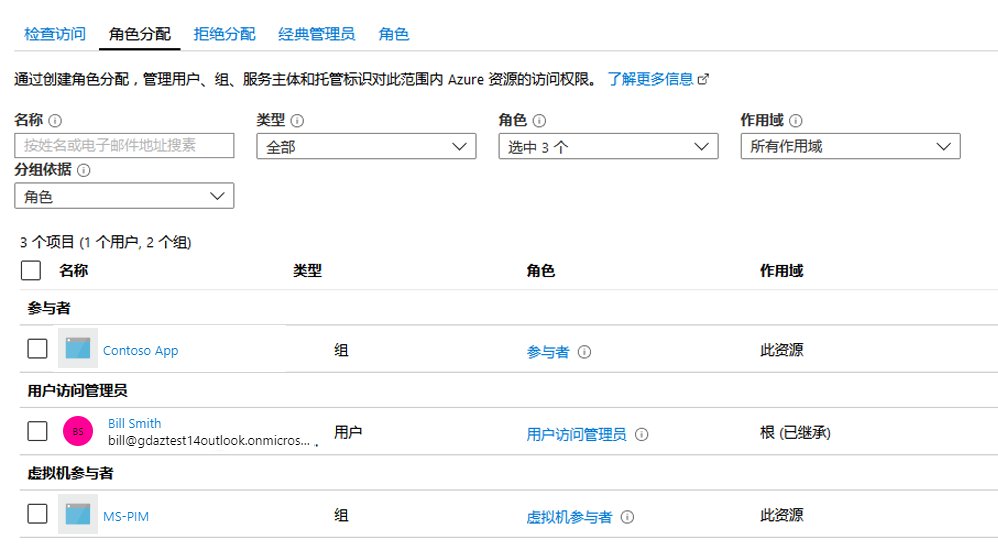 检查访问 角色分配 拒绝分配 经典管理员 角色
通过创建角色分配，管理用户、组、服务主体和托管标识对此范围内 Azure 资源的访问权限。 了解更多信息
名称 类型 角色 作用域
按姓名或电子邮件地址搜素 全部 选中 3 个 所有作用域
分组依据
角色
3 个项目 (1 个用户, 2 个组)
名称 类型 角色 作用域
参与者
Contoso App 组 参与者 此资源
用户访问管理员
BS Bill Smith
bill@gdaztest14outlook.onmicros... 用户 用户访问管理员 根 (已继承)
虚拟机参与者
MS-PIM 组 虚拟机参与者 此资源